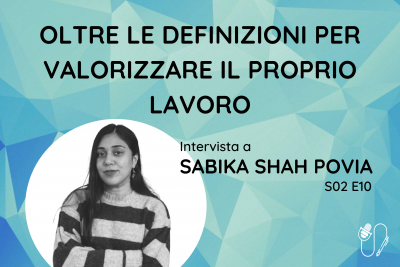 OLTRE LE DEFINIZIONI PER
VALORIZZARE IL PROPRIO
LAVORO
Intervista a
SABIKA SHAH POVIA
S02 E10